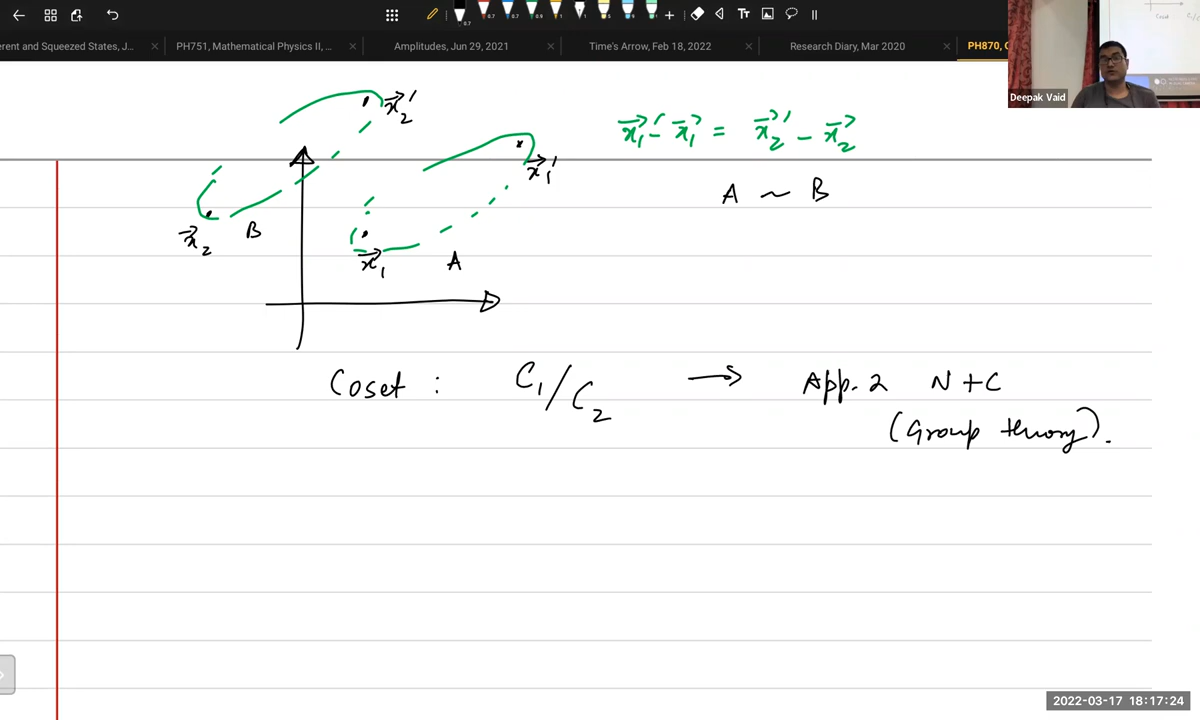 erent and Squeezed States, J... × PH751, Mathematical Physics II, ... × Amplitudes, Jun 29, 2021 × Time's Arrow, Feb 18, 2022 × Research Diary, Mar 2020 × PH870,
Deepak Vaid
x⃗₂′
x⃗₁′ - x⃗₁ = x⃗₂′ - x⃗₂
x⃗₁′
A ~ B
x⃗₂ B
x⃗₁ A
Coset : C₁/C₂ → App. 2 N+C
(Group theory).
2022-03-17 18:17:24